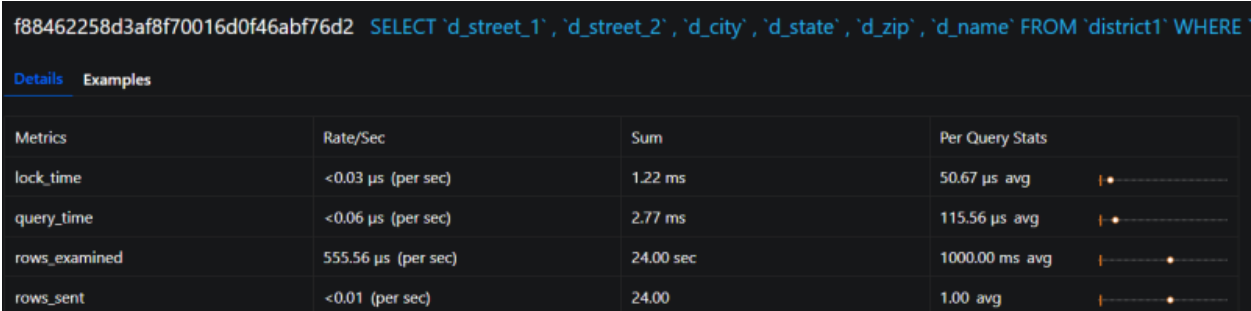 f88462258d3af8f70016d0f46abf76d2 SELECT `d_street_1`, `d_street_2`, `d_city`, `d_state`, `d_zip`, `d_name` FROM `district1` WHERE `
Details Examples
Metrics Rate/Sec Sum Per Query Stats
lock_time <0.03 µs (per sec) 1.22 ms 50.67 µs avg
query_time <0.06 µs (per sec) 2.77 ms 115.56 µs avg
rows_examined 555.56 µs (per sec) 24.00 sec 1000.00 ms avg
rows_sent <0.01 (per sec) 24.00 1.00 avg